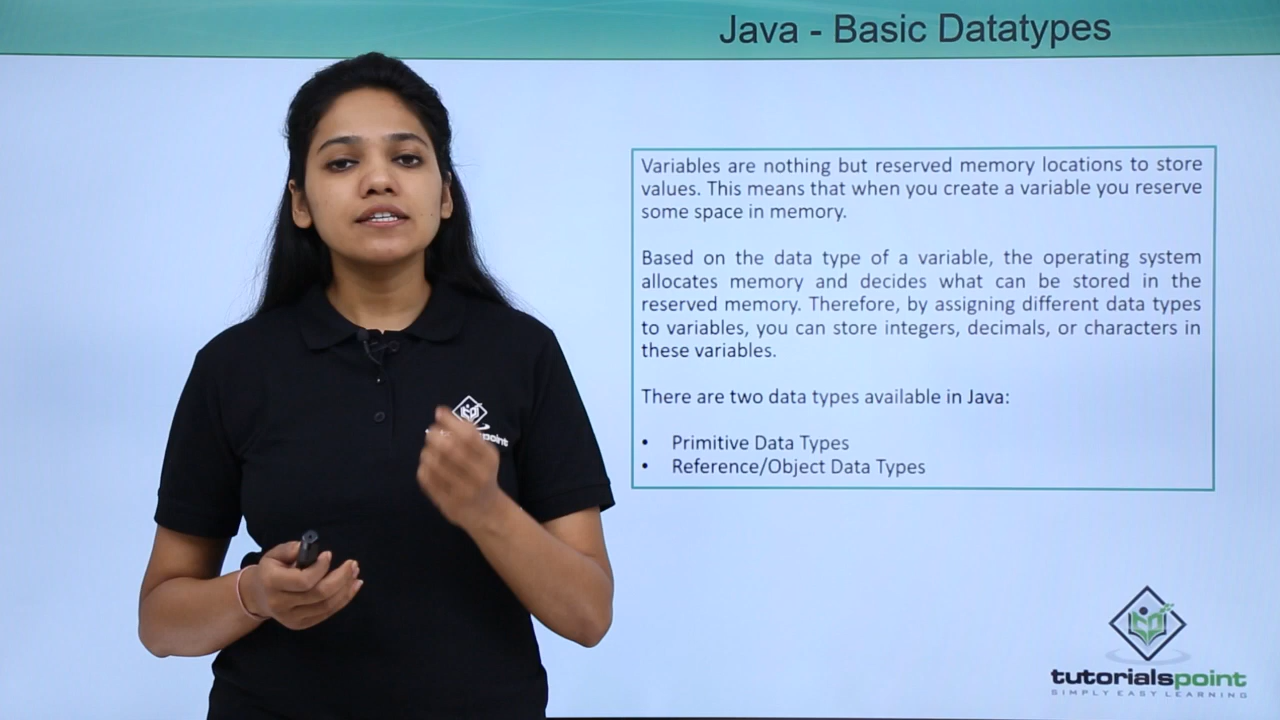 Java - Basic Datatypes
Variables are nothing but reserved memory locations to store
values. This means that when you create a variable you reserve
some space in memory.
Based on the data type of a variable, the operating system
allocates memory and decides what can be stored in the
reserved memory. Therefore, by assigning different data types
to variables, you can store integers, decimals, or characters in
these variables.
There are two data types available in Java:
• Primitive Data Types
• Reference/Object Data Types
point
tutorialspoint
SIMPLY EASY LEARNING